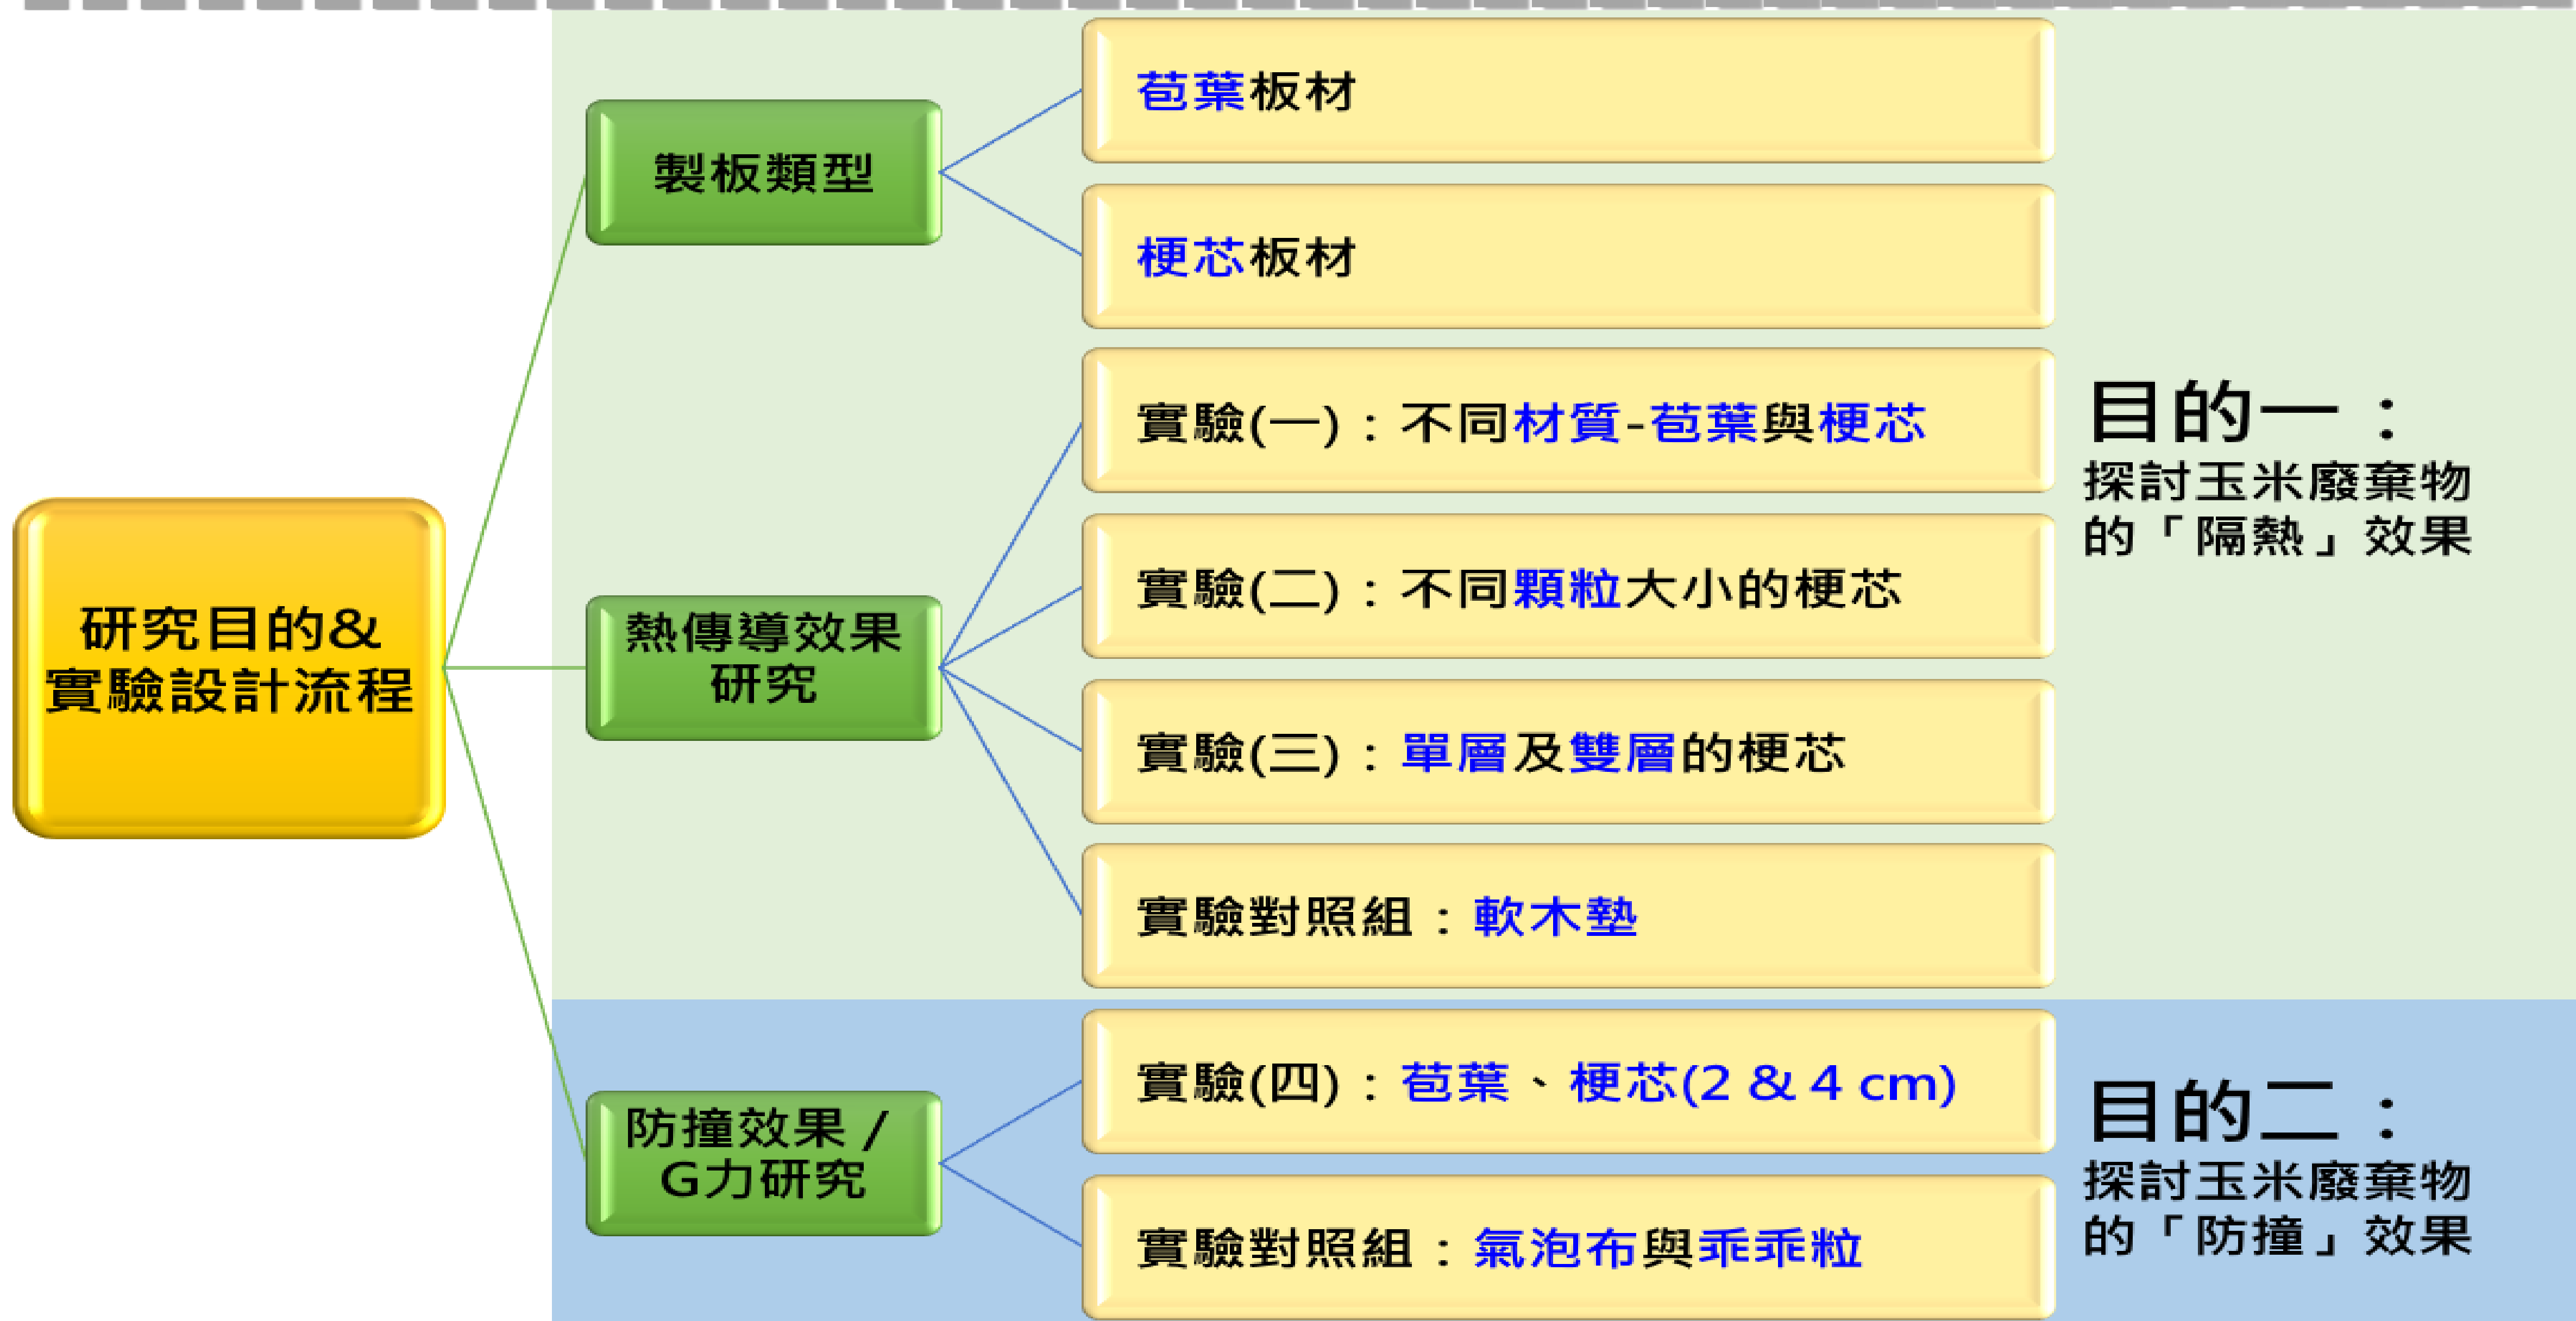 研究目的&
實驗設計流程
製板類型
苞葉板材
梗芯板材
熱傳導效果
研究
實驗(一)：不同材質-苞葉與梗芯
實驗(二)：不同顆粒大小的梗芯
實驗(三)：單層及雙層的梗芯
實驗對照組：軟木墊
目的一：
探討玉米廢棄物
的「隔熱」效果
防撞效果 /
G力研究
實驗(四)：苞葉、梗芯(2 & 4 cm)
實驗對照組：氣泡布與乖乖粒
目的二：
探討玉米廢棄物
的「防撞」效果